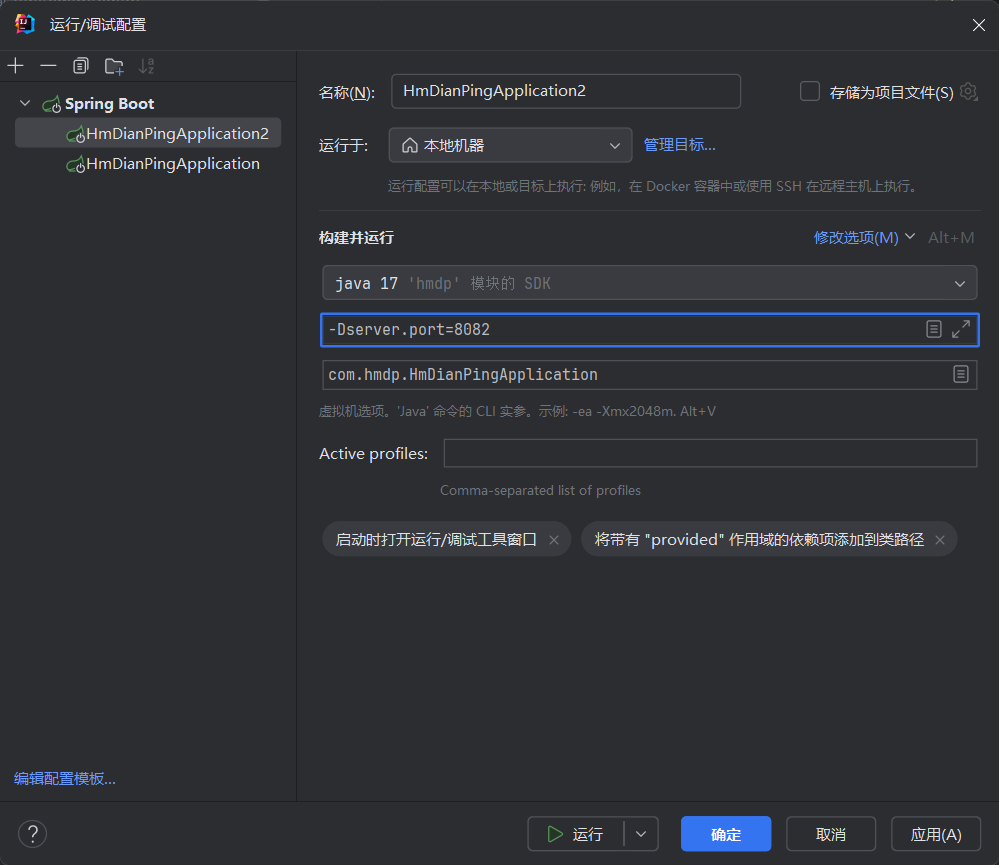 运行/调试配置
Spring Boot
HmDianPingApplication2
HmDianPingApplication
编辑配置模板...
名称(N):
HmDianPingApplication2
存储为项目文件(S)
运行于:
本地机器
管理目标...
运行配置可以在本地或目标上执行: 例如，在 Docker 容器中或使用 SSH 在远程主机上执行。
构建并运行
修改选项(M)
Alt+M
java 17 'hmdp' 模块的 SDK
-Dserver.port=8082
com.hmdp.HmDianPingApplication
虚拟机选项。'Java' 命令的 CLI 实参。示例: -ea -Xmx2048m. Alt+V
Active profiles:
Comma-separated list of profiles
启动时打开运行/调试工具窗口
将带有 "provided" 作用域的依赖项添加到类路径
?
运行
确定
取消
应用(A)